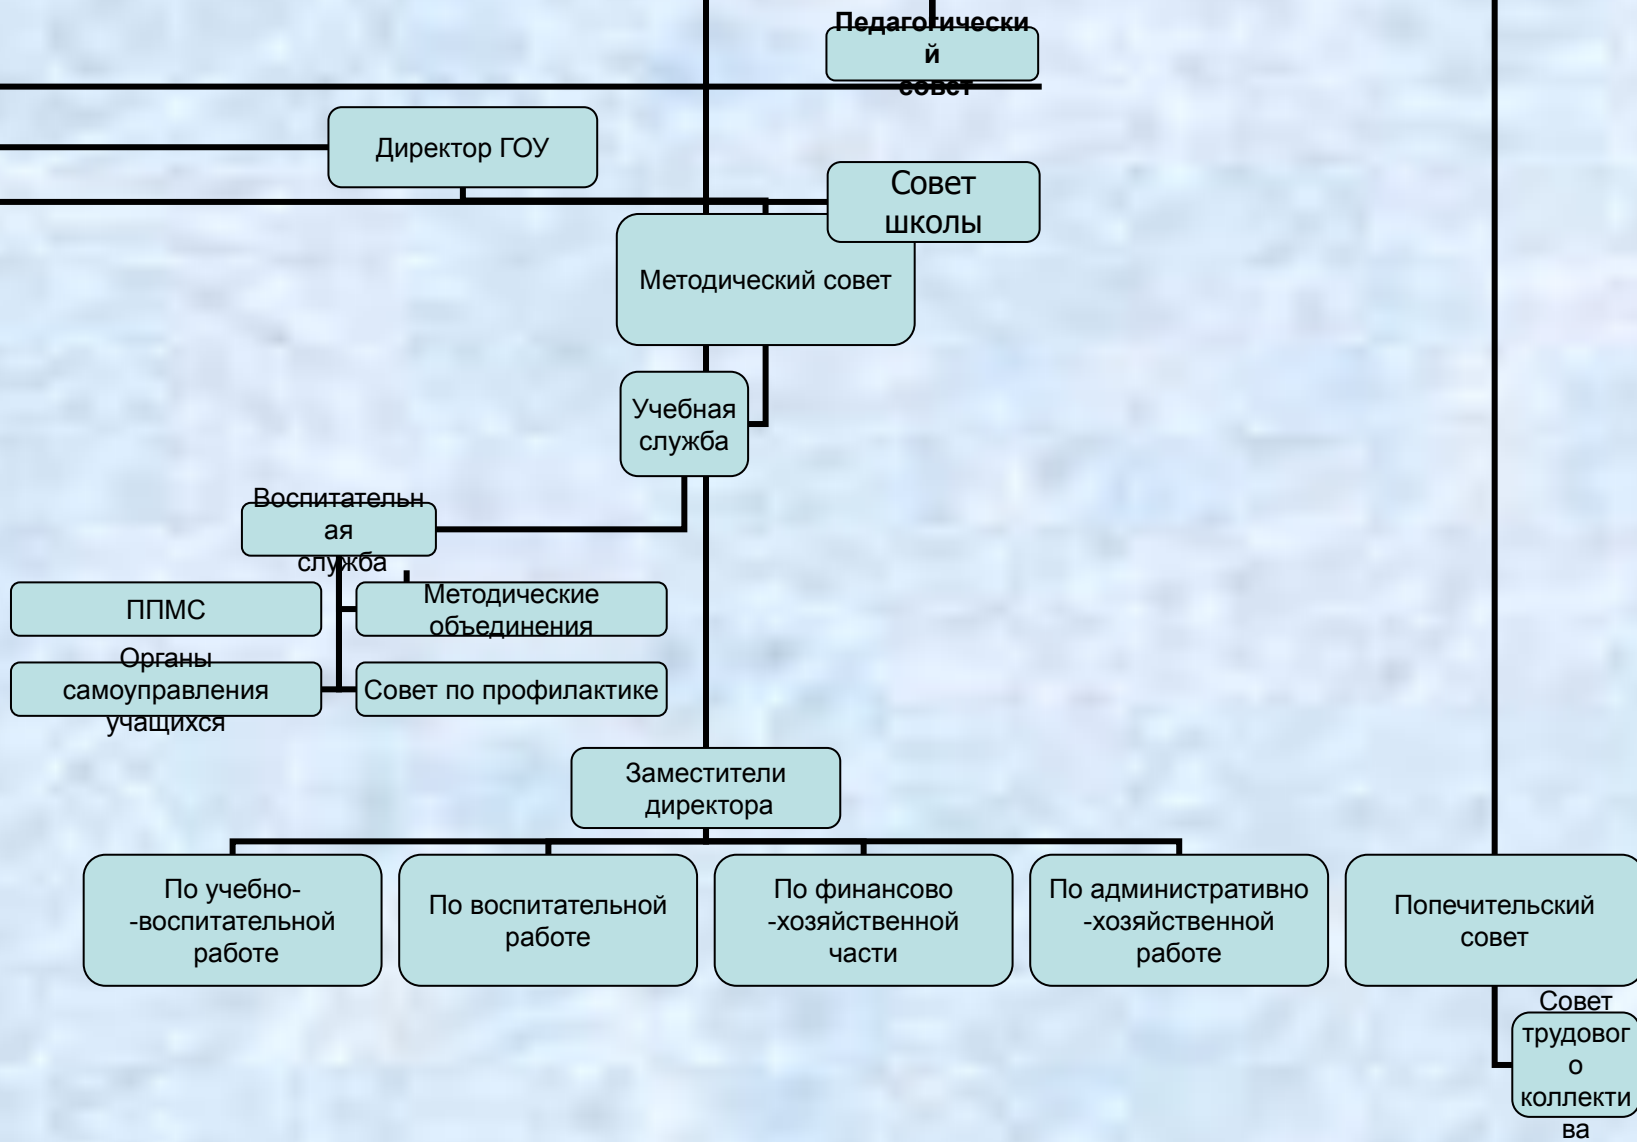 Педагогически
й
совет
Директор ГОУ
Совет
школы
Методический совет
Учебная
служба
Воспитательн
ая
служба
ППМС
Методические
объединения
Органы
самоуправления
учащихся
Совет по профилактике
Заместители
директора
По учебно-
-воспитательной
работе
По воспитательной
работе
По финансово
-хозяйственной
части
По административно
-хозяйственной
работе
Попечительский
совет
Совет
трудовог
о
коллекти
ва